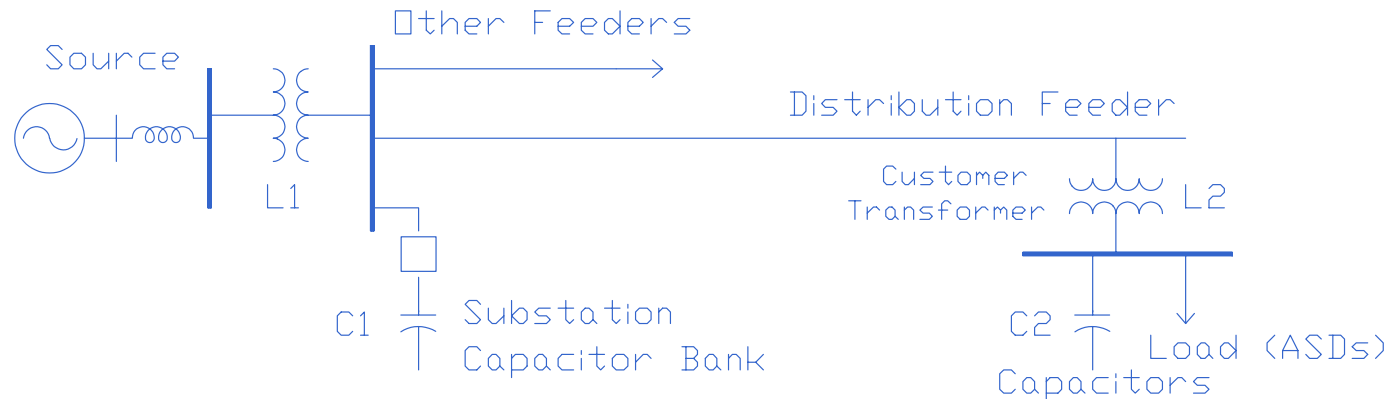 Other Feeders
Source
Distribution Feeder
L1
Customer
Transformer
L2
C1
Substation
Capacitor Bank
C2
Load (ASDs)
Capacitors